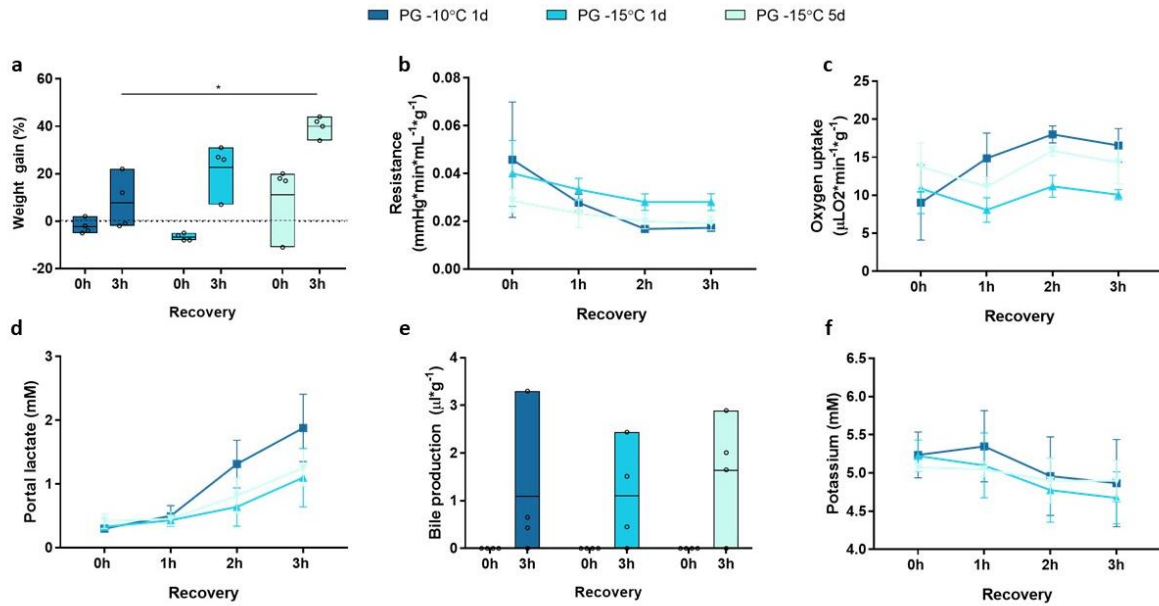 PG -10°C 1d PG -15°C 1d PG -15°C 5d
a
Weight gain (%)
60
40
20
0
-20
*
0h 3h 0h 3h 0h 3h
Recovery
b
Resistance
(mmHg*min*mL⁻¹*g⁻¹)
0.08
0.06
0.04
0.02
0.00
0h 1h 2h 3h
Recovery
c
Oxygen uptake
(µLO2*min⁻¹*g⁻¹)
25
20
15
10
5
0
0h 1h 2h 3h
Recovery
d
Portal lactate (mM)
3
2
1
0
0h 1h 2h 3h
Recovery
e
Bile production (µl*g⁻¹)
4
3
2
1
0
0h 3h 0h 3h 0h 3h
Recovery
f
Potassium (mM)
6.5
6.0
5.5
5.0
4.5
4.0
0h 1h 2h 3h
Recovery